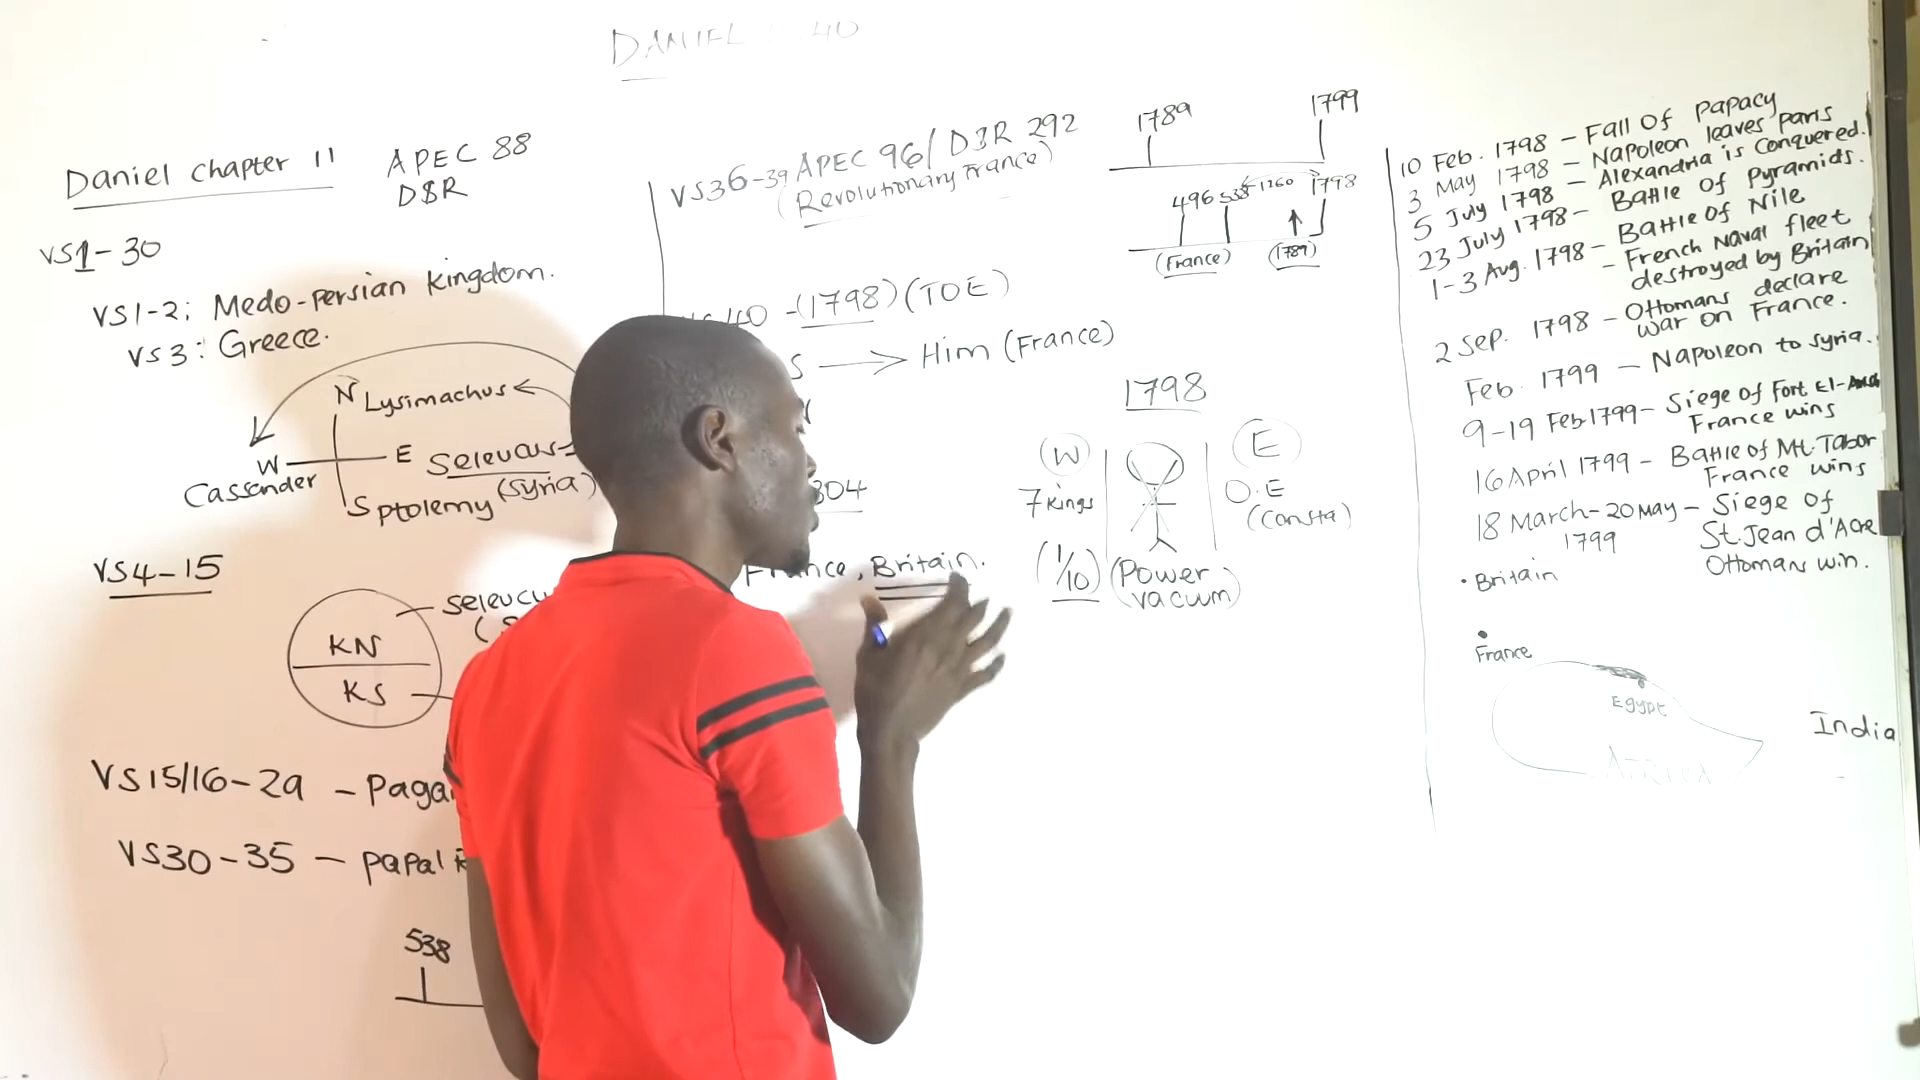 DANIEL 40
Daniel chapter 11
APEC 88
D&R
VS1-30
VS1-2: Medo-persian kingdom.
VS3: Greece.
N Lysimachus
W E Seleucus
Cassander
(Syria)
S ptolemy
VS4-15
KN
KS
VS15/16-29 -
VS30-35 - papal
538
VS36-39 APEC 96/ D&R 292
(Revolutionary France)
40 -(1798)(TOE)
S → Him (France)
304
France, Britain.
1789
1799
496 538 1260 1798
(France) (1789)
1798
W
E
7 kings
O.E
(Consta)
(1/10) (Power
vacuum)
10 Feb. 1798 - Fall Of Papacy
3 May 1798 - Napoleon leaves paris
5 July 1798 - Alexandria is conquered.
23 July 1798 - Battle Of Pyramids.
1-3 Aug. 1798 - Battle Of Nile
- French Naval fleet
destroyed by Britain
2 Sep. 1798 - Ottomans declare
war on France.
Feb. 1799 - Napoleon to Syria.
9-19 Feb 1799 - Siege of Fort El-
France wins
16 April 1799 - Battle of Mt. Tabor
France wins
18 March-20 May - Siege of
1799 St. Jean d'Acre
Ottomans win.
• Britain
France
Egypt
AFRICA
India